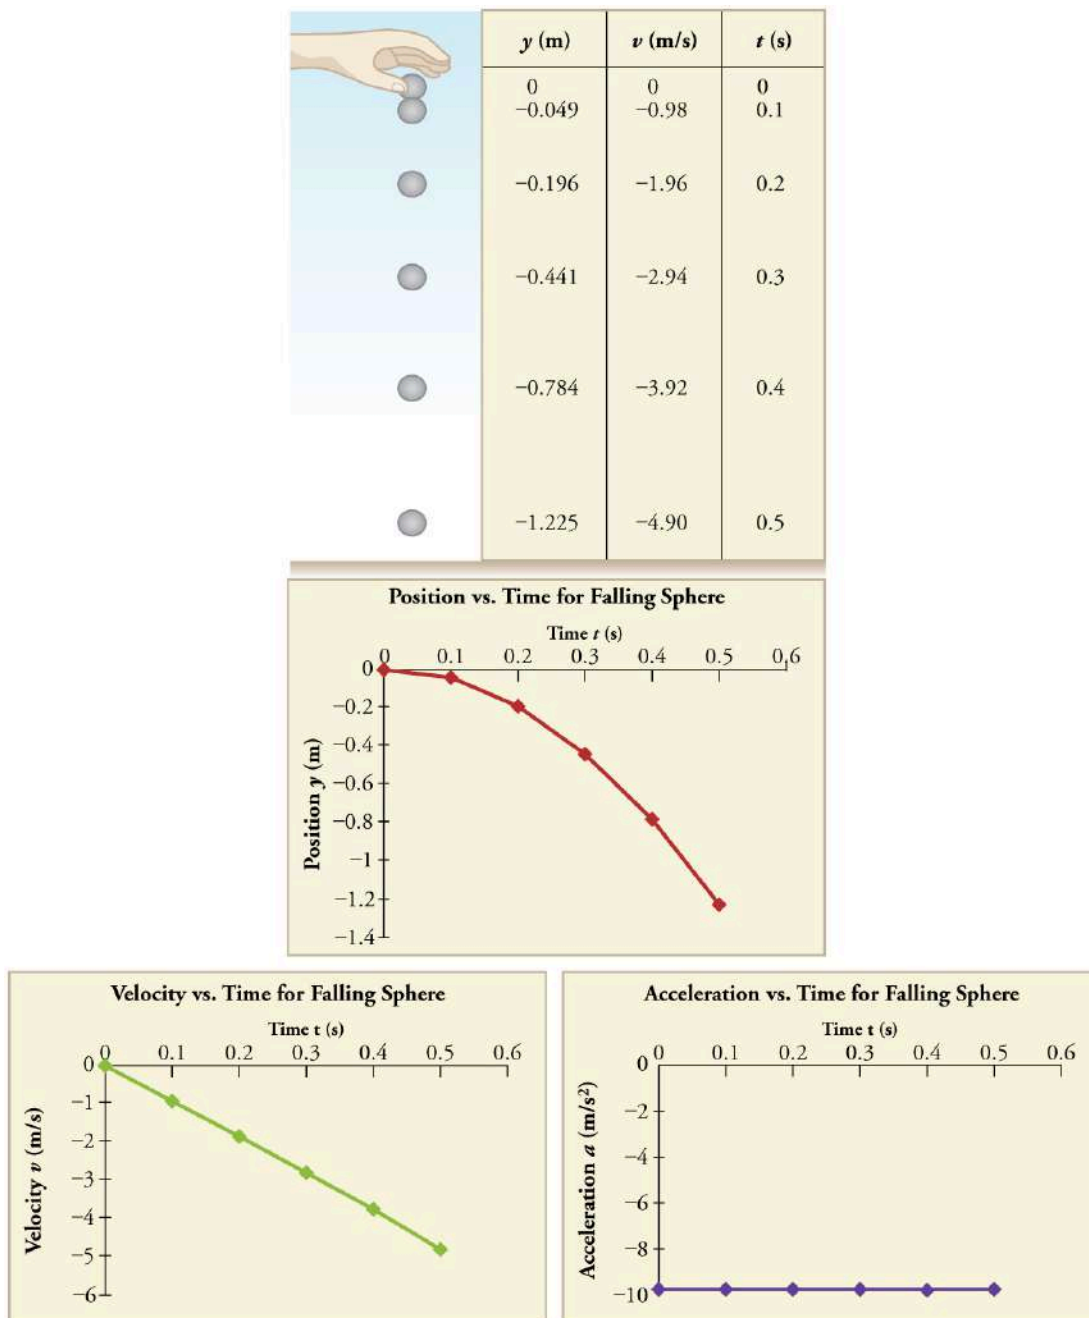 y (m) v (m/s) t (s)
0 0 0
−0.049 −0.98 0.1
−0.196 −1.96 0.2
−0.441 −2.94 0.3
−0.784 −3.92 0.4
−1.225 −4.90 0.5
Position vs. Time for Falling Sphere
Time t (s)
0 0.1 0.2 0.3 0.4 0.5 0.6
0
−0.2
−0.4
−0.6
−0.8
−1
−1.2
−1.4
Position y (m)
Velocity vs. Time for Falling Sphere
Time t (s)
0 0.1 0.2 0.3 0.4 0.5 0.6
0
−1
−2
−3
−4
−5
−6
Velocity v (m/s)
Acceleration vs. Time for Falling Sphere
Time t (s)
0 0.1 0.2 0.3 0.4 0.5 0.6
0
−2
−4
−6
−8
−10
Acceleration a (m/s²)